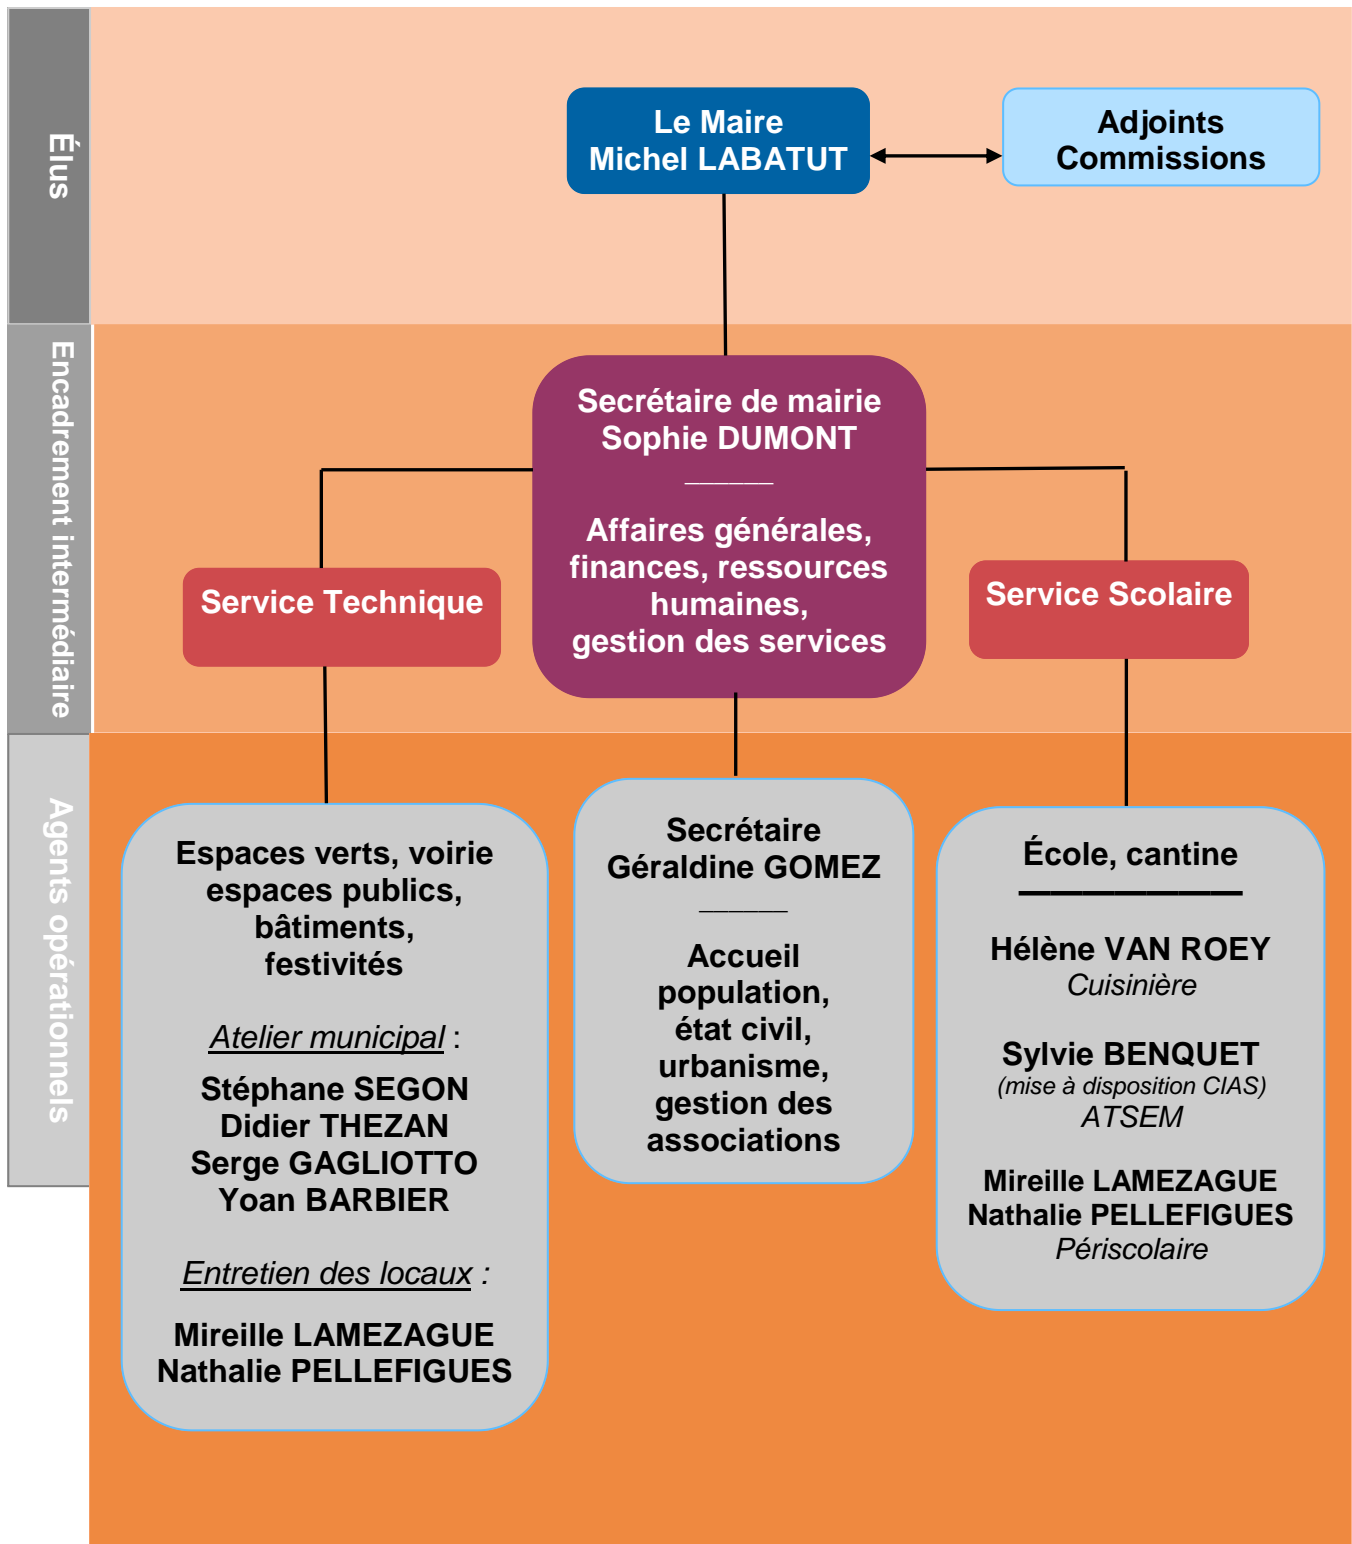 Élus
Le Maire
Michel LABATUT
Adjoints
Commissions
Encadrement intermédiaire
Secrétaire de mairie
Sophie DUMONT
______
Affaires générales,
finances, ressources
humaines,
gestion des services
Service Technique
Service Scolaire
Agents opérationnels
Espaces verts, voirie
espaces publics,
bâtiments,
festivités
Atelier municipal :
Stéphane SEGON
Didier THEZAN
Serge GAGLIOTTO
Yoan BARBIER
Entretien des locaux :
Mireille LAMEZAGUE
Nathalie PELLEFIGUES
Secrétaire
Géraldine GOMEZ
______
Accueil
population,
état civil,
urbanisme,
gestion des
associations
École, cantine
Hélène VAN ROEY
Cuisinière
Sylvie BENQUET
(mise à disposition CIAS)
ATSEM
Mireille LAMEZAGUE
Nathalie PELLEFIGUES
Périscolaire